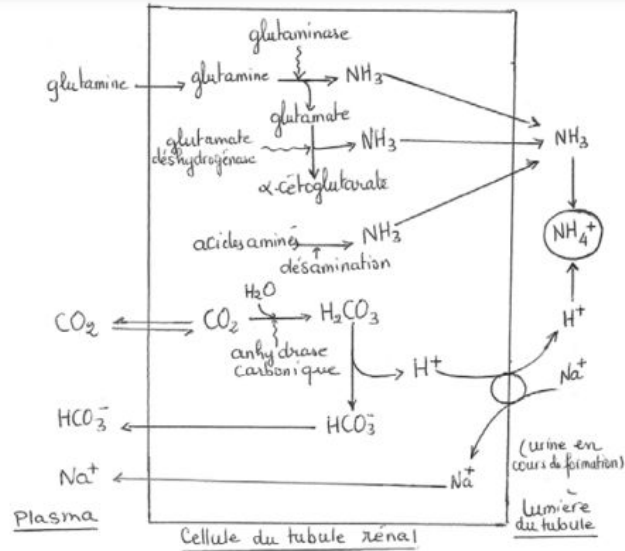 glutaminase
glutamine → glutamine → NH₃
glutamate
glutamate
déshydrogénase
NH₃
NH₃
α-cétoglutarate
NH₄⁺
acides aminés → NH₃
désamination
H₂O
CO₂ ⇌ CO₂ → H₂CO₃
H⁺
anhydrase
carbonique
H⁺
Na⁺
HCO₃⁻ ← HCO₃⁻
(urine en
cours de formation)
Na⁺ ← Na⁺
Plasma
Lumière
du tubule
Cellule du tubule rénal